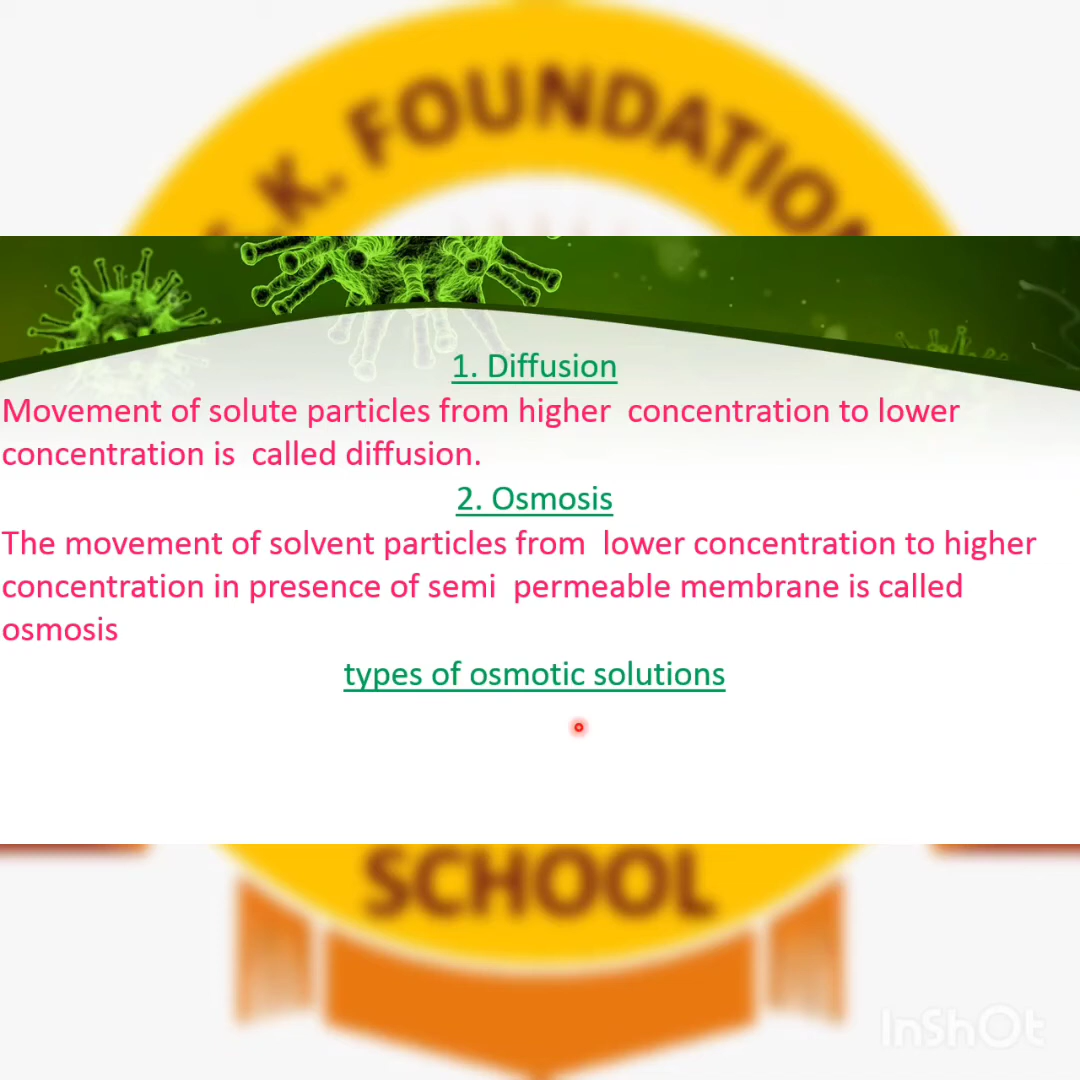 .K. FOUNDATION
1. Diffusion
Movement of solute particles from higher  concentration to lower
concentration is  called diffusion.
2. Osmosis
The movement of solvent particles from  lower concentration to higher
concentration in presence of semi  permeable membrane is called
osmosis
types of osmotic solutions
SCHOOL
InShOt